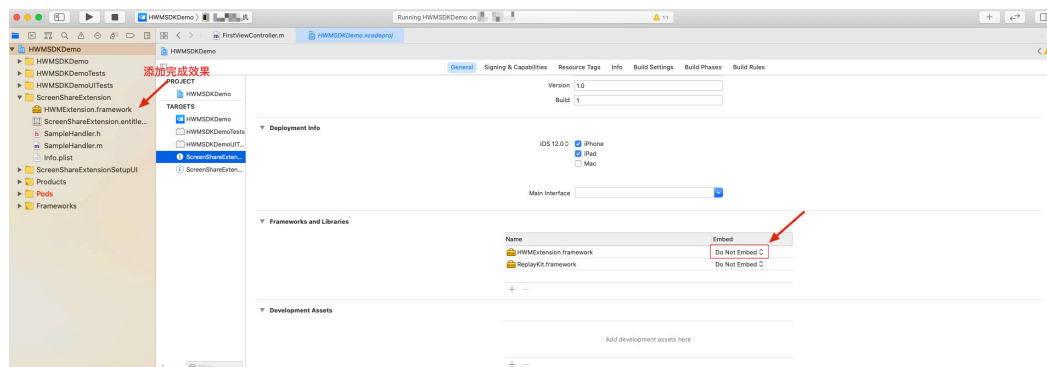 HWMSDKDemo
Running HWMSDKDemo on
11
FirstViewController.m
HWMSDKDemo.xcodeproj
HWMSDKDemo
HWMSDKDemo
HWMSDKDemoTests
HWMSDKDemoUITests
ScreenShareExtension
HWMExtension.framework
ScreenShareExtension.entitle...
SampleHandler.h
SampleHandler.m
Info.plist
ScreenShareExtensionSetupUI
Products
Pods
Frameworks
添加完成效果
HWMSDKDemo
General
Signing & Capabilities
Resource Tags
Info
Build Settings
Build Phases
Build Rules
PROJECT
HWMSDKDemo
TARGETS
HWMSDKDemo
HWMSDKDemoTests
HWMSDKDemoUIT...
ScreenShareExten...
ScreenShareExten...
Version 1.0
Build 1
Deployment Info
iOS 12.0
iPhone
iPad
Mac
Main Interface
Frameworks and Libraries
Name Embed
HWMExtension.framework Do Not Embed
ReplayKit.framework Do Not Embed
Development Assets
Add development assets here